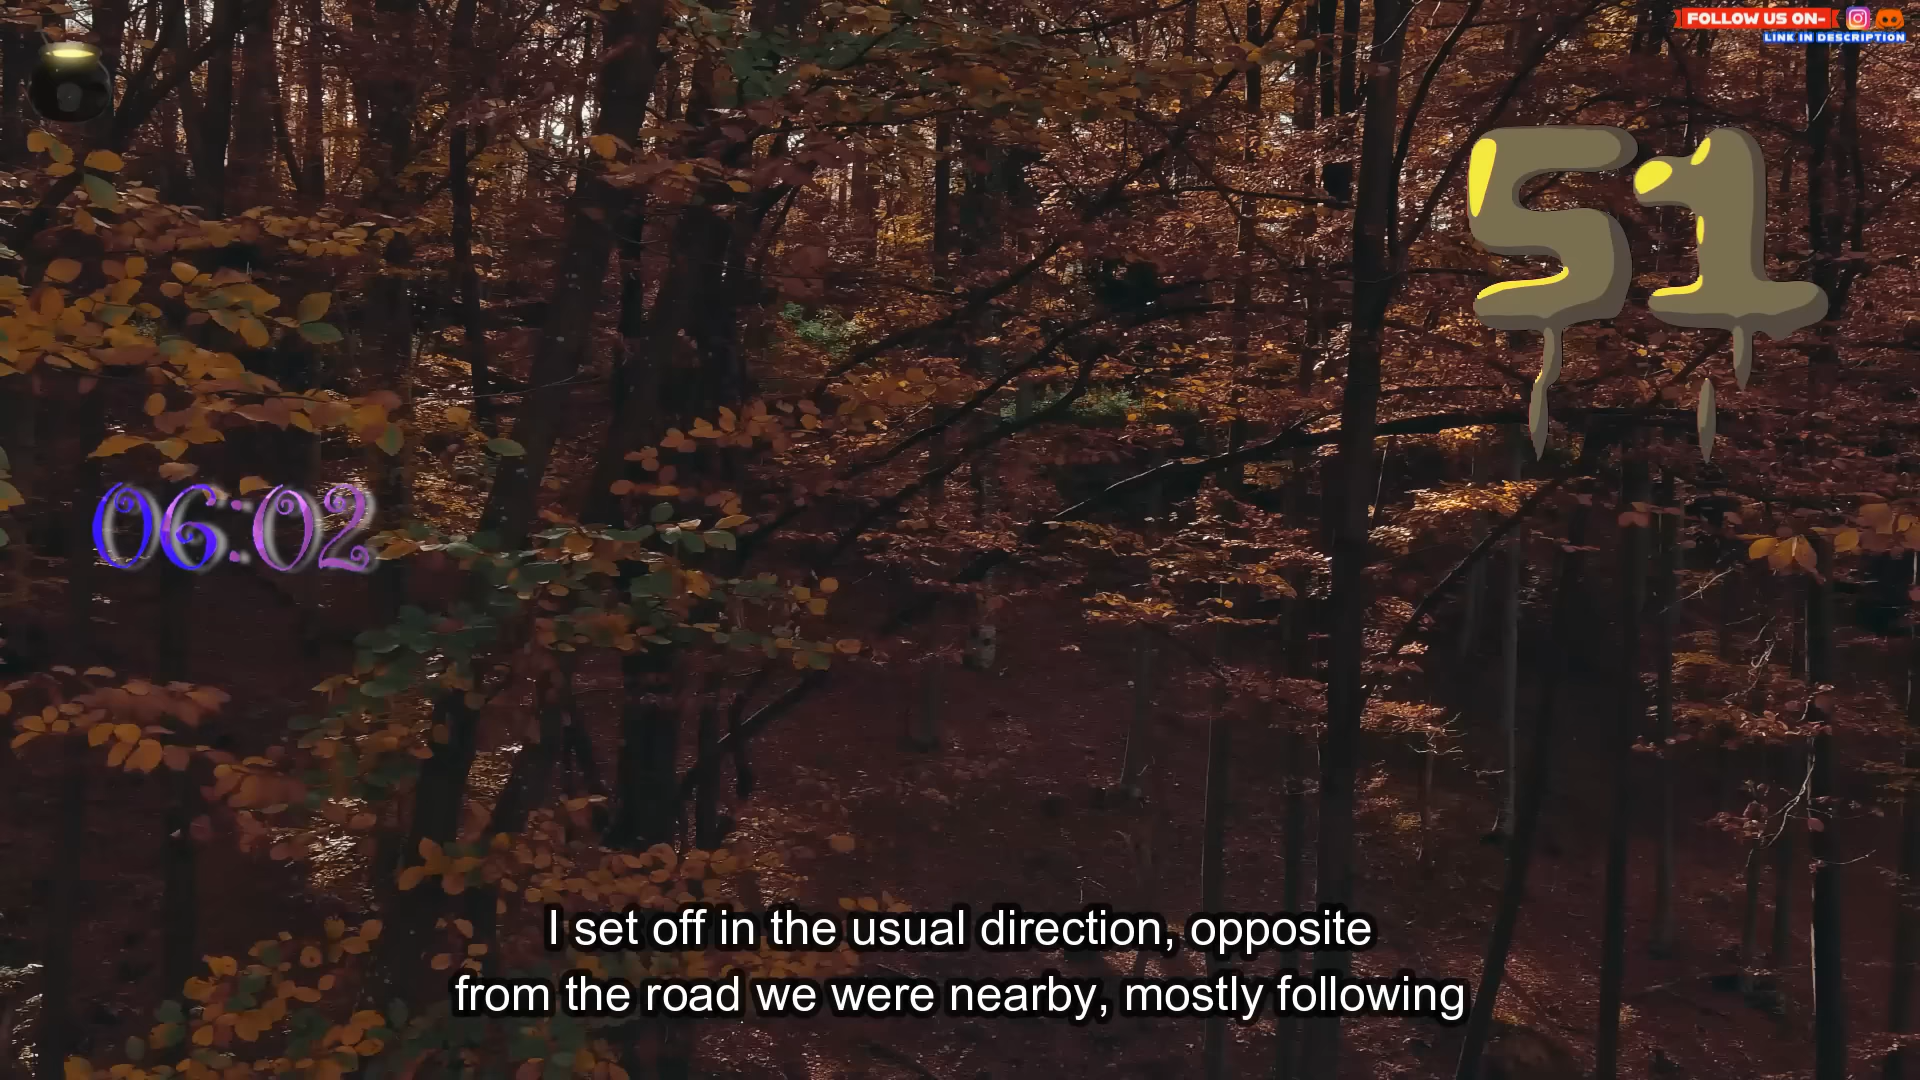 FOLLOW US ON-
LINK IN DESCRIPTION
51
06:02
I set off in the usual direction, opposite
from the road we were nearby, mostly following